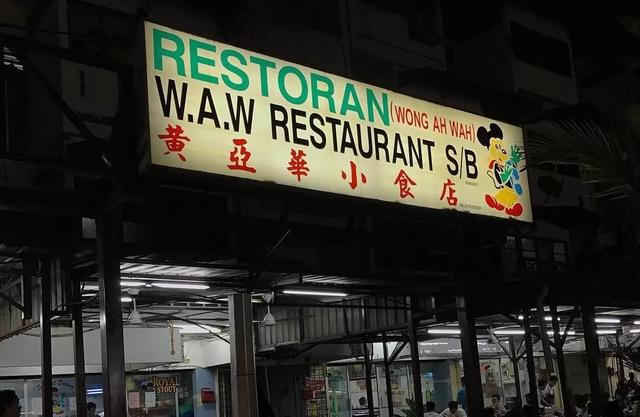 RESTORAN (WONG AH WAH)
W.A.W RESTAURANT S/B
黃亞華小食店
ROYAL
STOUT